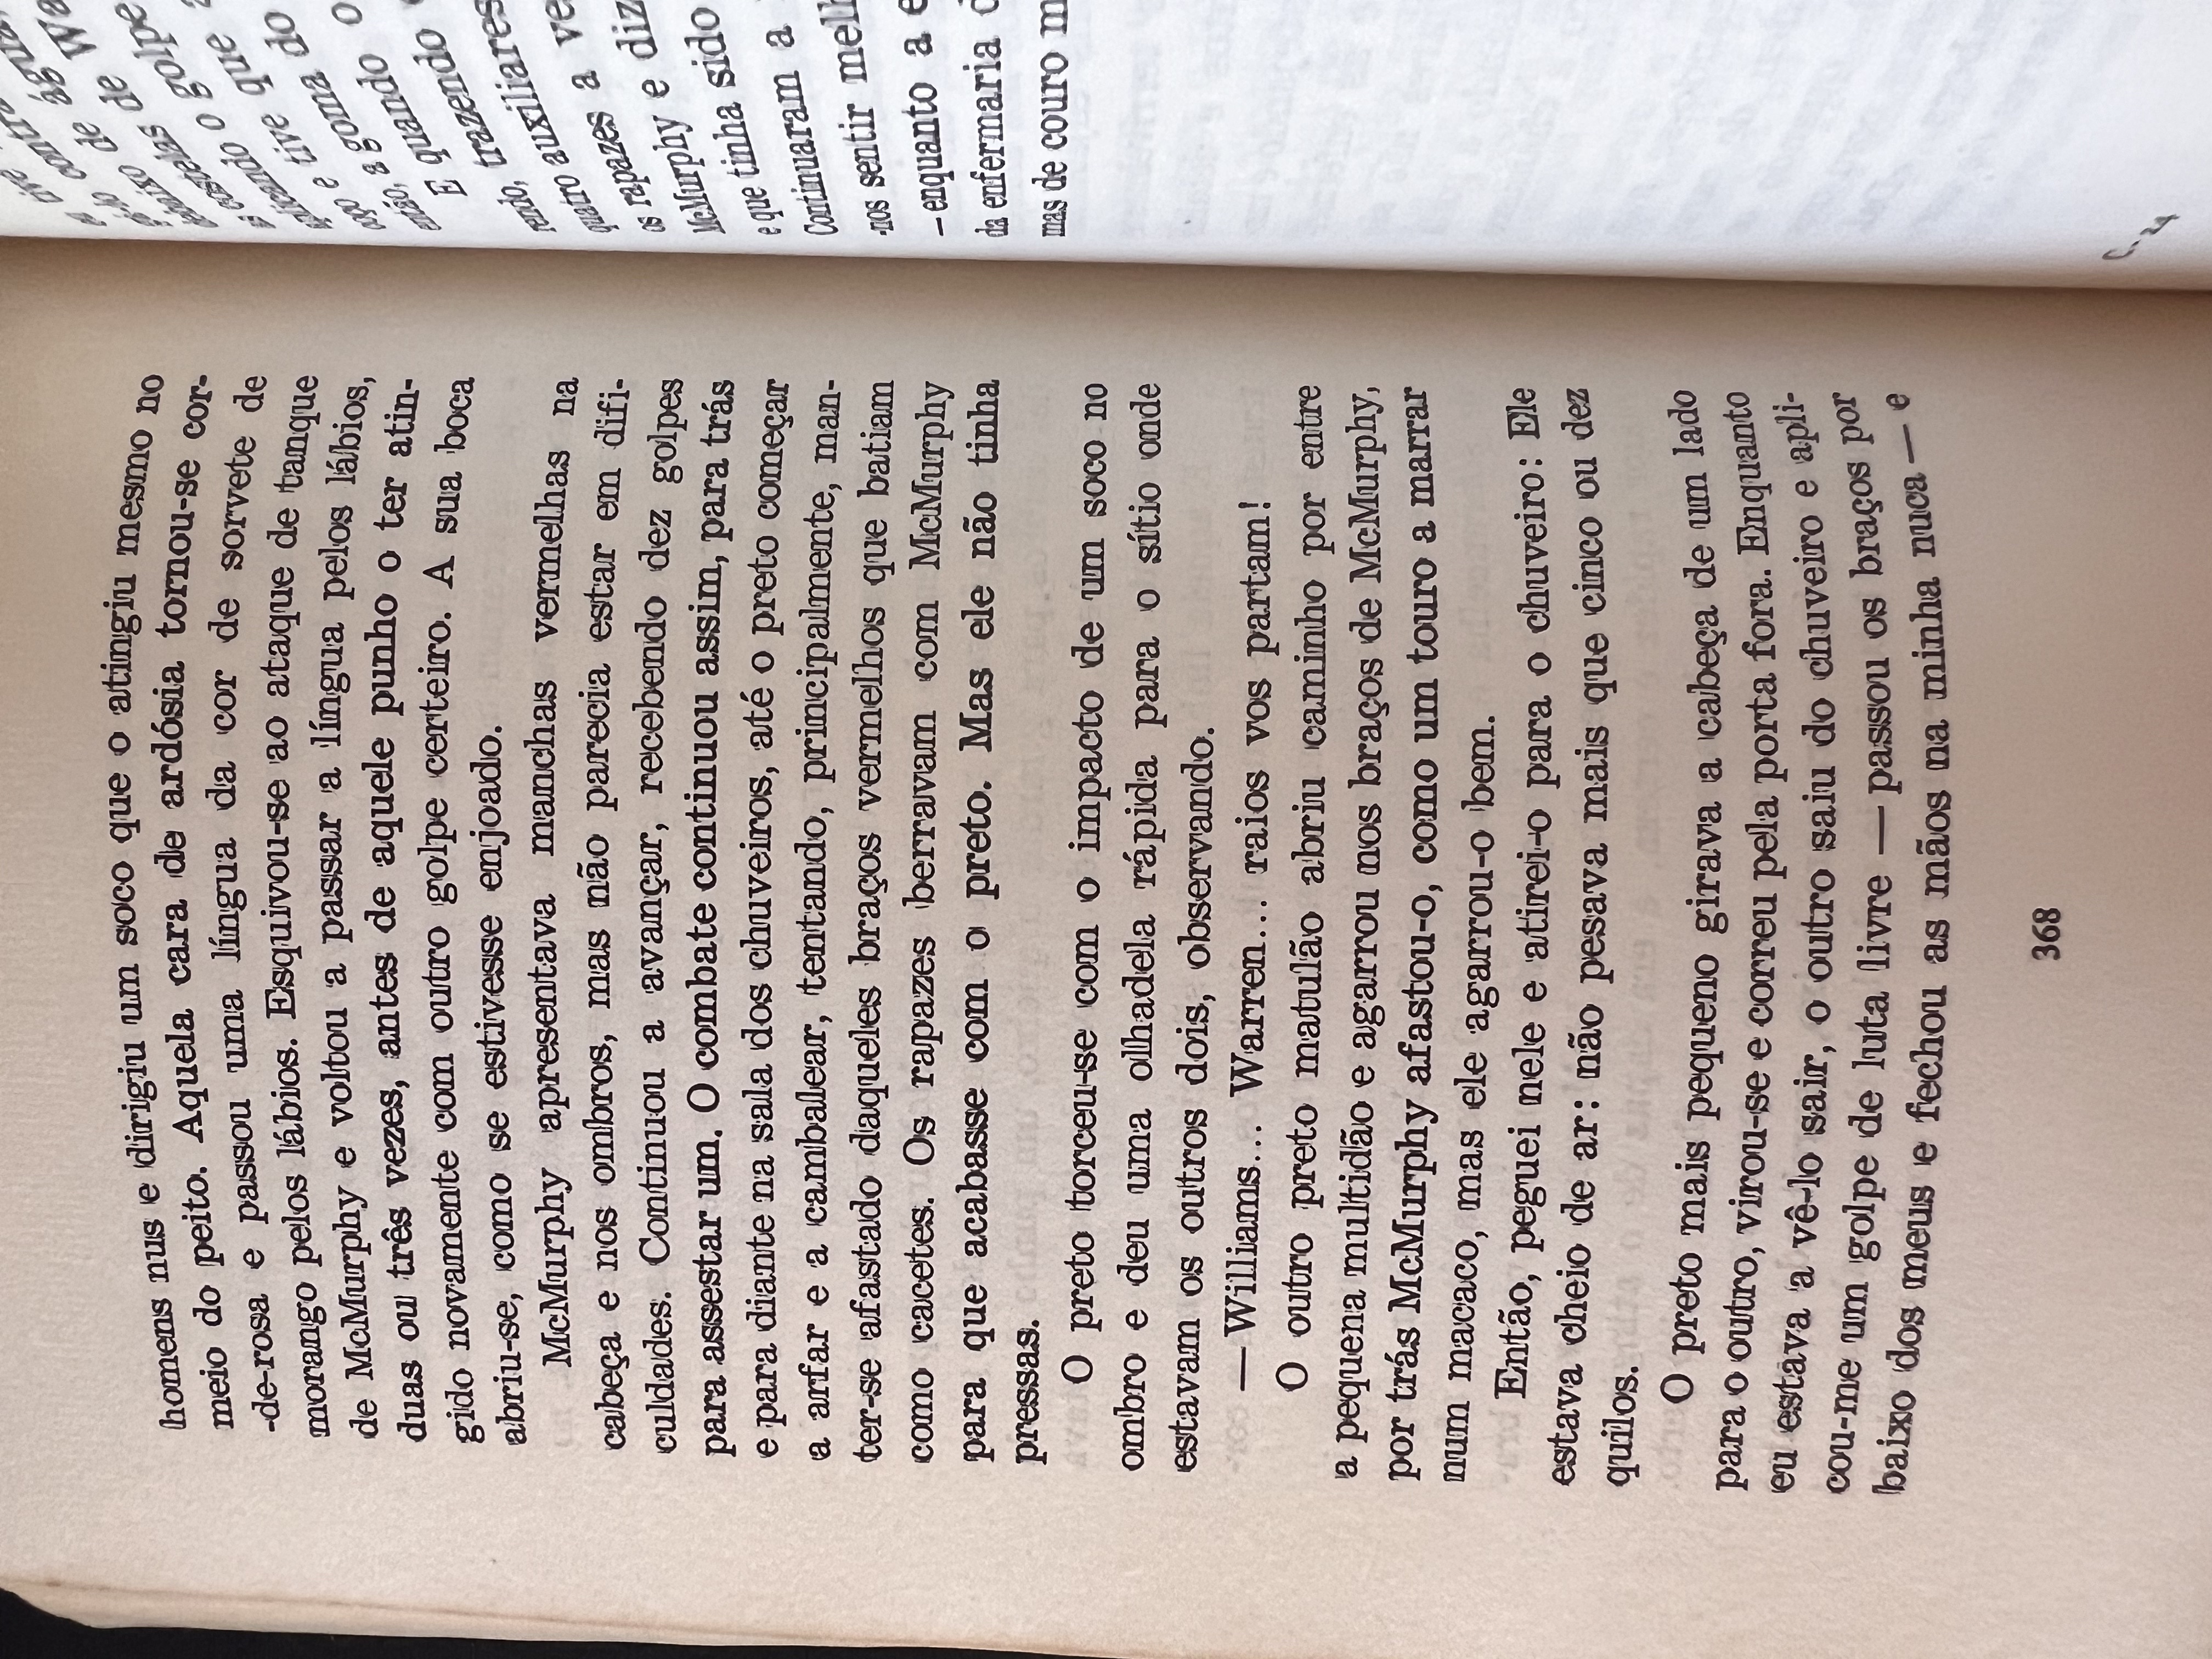 homens nus e dirigiu um soco que o atingiu mesmo no
meio do peito. Aquela cara de ardósia tornou-se cor-
-de-rosa e passou uma língua da cor de sorvete de
morango pelos lábios. Esquivou-se ao ataque de tanque
de McMurphy e voltou a passar a língua pelos lábios,
duas ou três vezes, antes de aquele punho o ter atin-
gido novamente com outro golpe certeiro. A sua boca
abriu-se, como se estivesse enjoado.
McMurphy apresentava manchas vermelhas na
cabeça e nos ombros, mas não parecia estar em difi-
culdades. Continuou a avançar, recebendo dez golpes
para assestar um. O combate continuou assim, para trás
e para diante na sala dos chuveiros, até o preto começar
a arfar e a cambalear, tentando, principalmente, man-
ter-se afastado daqueles braços vermelhos que batiam
como cacetes. Os rapazes berravam com McMurphy
para que acabasse com o preto. Mas ele não tinha
pressas.
O preto torceu-se com o impacto de um soco no
ombro e deu uma olhadela rápida para o sítio onde
estavam os outros dois, observando.
— Williams... Warren... raios vos partam!
O outro preto matulão abriu caminho por entre
a pequena multidão e agarrou nos braços de McMurphy,
por trás McMurphy afastou-o, como um touro a marrar
num macaco, mas ele agarrou-o bem.
Então, peguei nele e atirei-o para o chuveiro: Ele
estava cheio de ar: não pesava mais que cinco ou dez
quilos.
O preto mais pequeno girava a cabeça de um lado
para o outro, virou-se e correu pela porta fora. Enquanto
eu estava a vê-lo sair, o outro saiu do chuveiro e apli-
cou-me um golpe de luta livre — passou os braços por
baixo dos meus e fechou as mãos na minha nuca — e
368
eu tive
contra
debaixo de água,
as costelas de
aplicando o golpe
e tive que
então, a goma do
E quando o
rendo, trazendo
quatro auxiliares
os rapazes a
McMurphy e
e que tinha sido
Continuaram a
-nos sentir
— enquanto a
da enfermaria
mas de couro